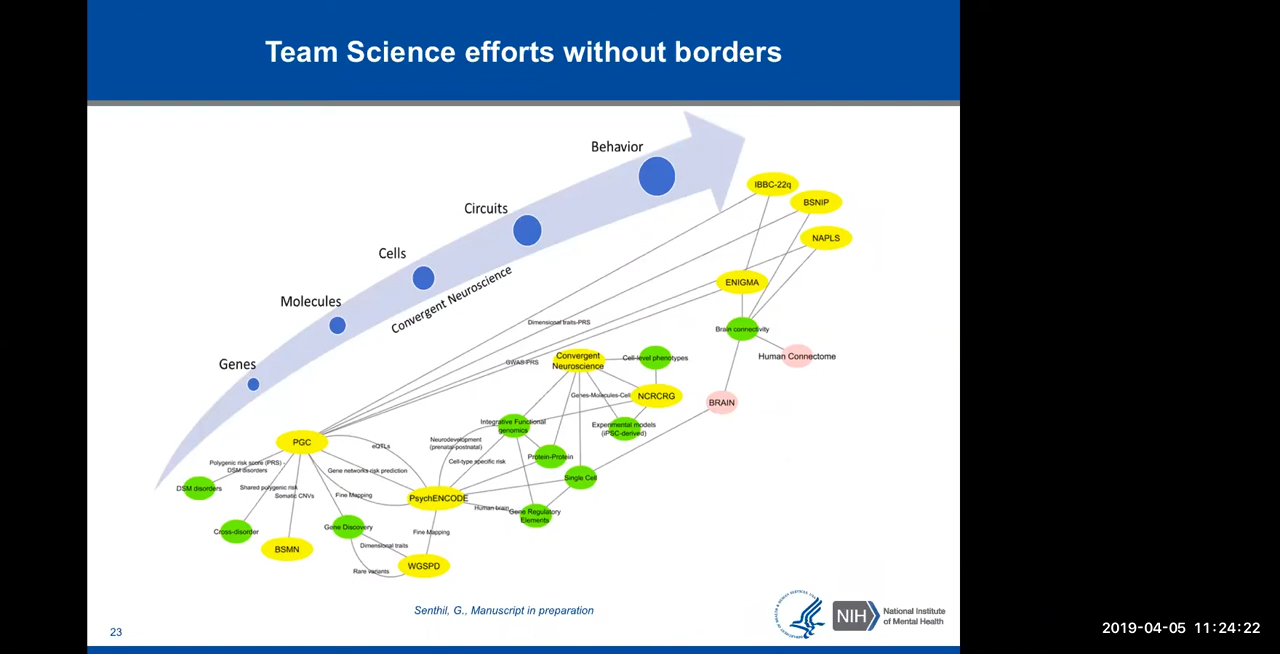 Team Science efforts without borders
Behavior
IBBC-22q
BSNIP
Circuits
NAPLS
Cells
ENIGMA
Molecules
Convergent Neuroscience
Dimensional traits-PRS
Brain connectivity
Genes
GWAS-PRS
Convergent
Neuroscience
Cell-level phenotypes
Human Connectome
Genes-Molecules-Cell
NCRCRG
BRAIN
Integrative Functional
genomics
Experimental models
(iPSC-derived)
PGC
eQTLs
Neurodevelopment
(prenatal-postnatal)
Polygenic risk score (PRS) -
DSM disorders
Gene networks risk prediction
Cell-type specific risk
Protein-Protein
Single Cell
DSM disorders
Shared polygenic risk
Somatic CNVs
Fine Mapping
PsychENCODE
Human brain
Gene Regulatory
Elements
Cross-disorder
Gene Discovery
Fine Mapping
BSMN
Dimensional traits
WGSPD
Rare variants
Senthil, G., Manuscript in preparation
NIH
National Institute
of Mental Health
23
2019-04-05 11:24:22